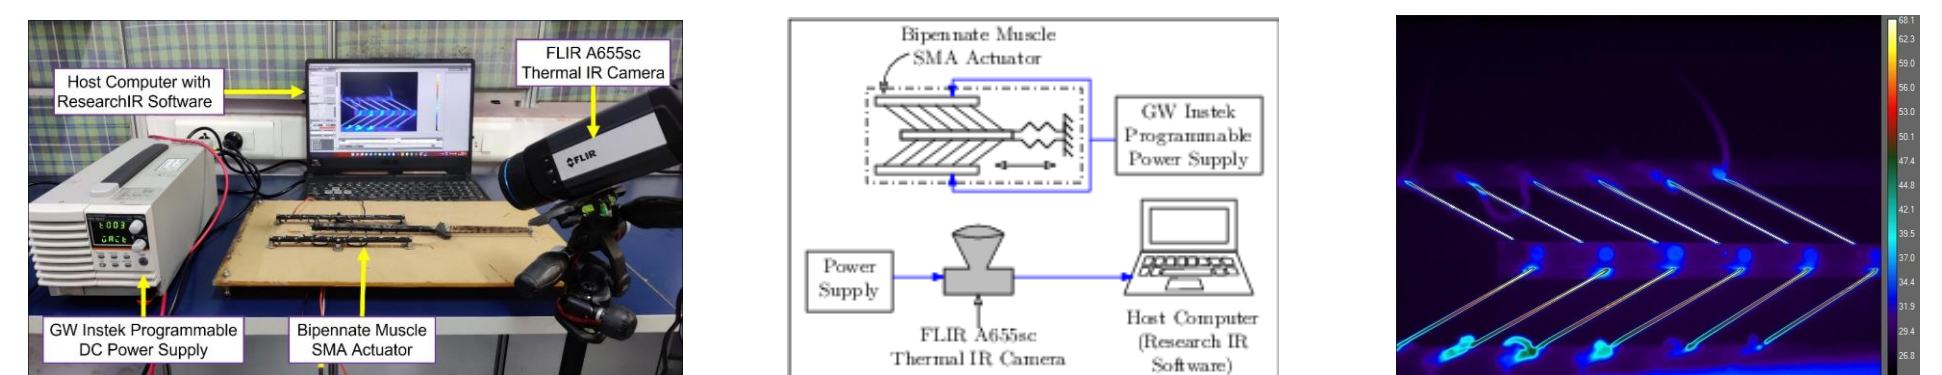 FLIR A655sc
Thermal IR Camera
Host Computer with
ResearchIR Software
FLIR
GW Instek Programmable
DC Power Supply
Bipennate Muscle
SMA Actuator
Bipennate Muscle
SMA Actuator
GW Instek
Programmable
Power Supply
Power
Supply
FLIR A655sc
Thermal IR Camera
Host Computer
(Research IR
Software)
68.1
62.3
59.0
56.0
53.0
50.1
47.4
44.8
42.1
39.5
37.0
34.4
31.9
29.4
26.8